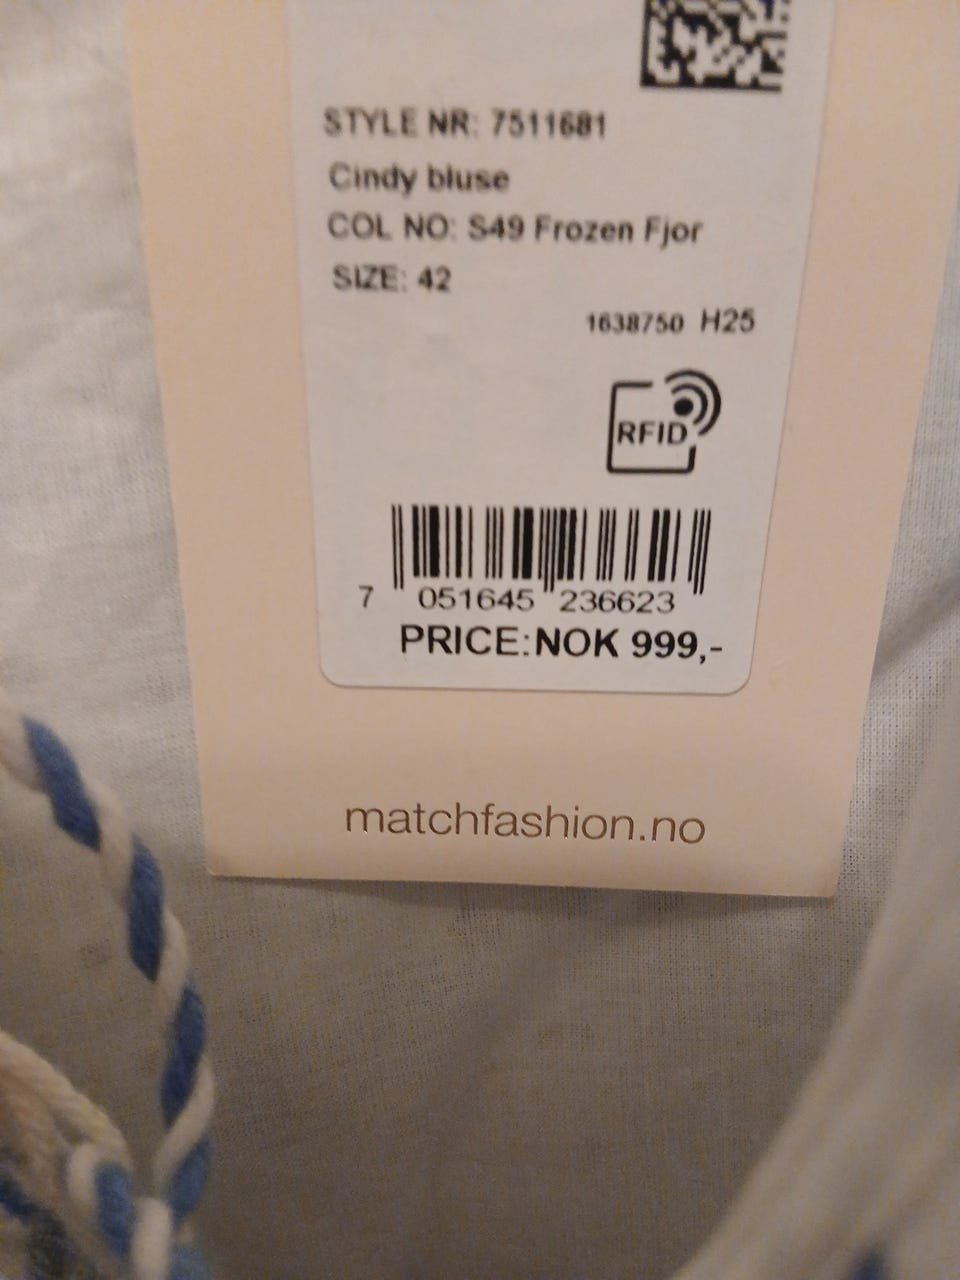 STYLE NR: 7511681
Cindy bluse
COL NO: S49 Frozen Fjor
SIZE: 42
1638750 H25
RFID
7 051645 236623
PRICE:NOK 999,-
matchfashion.no